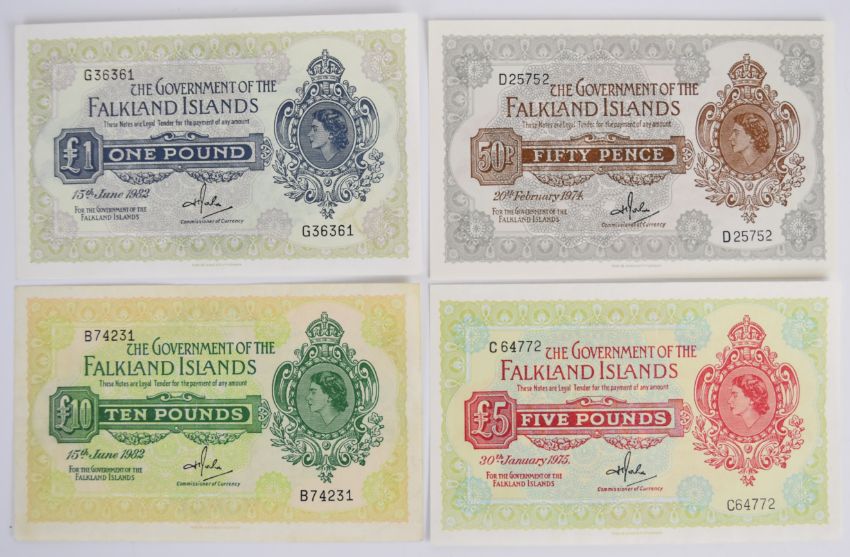 G36361
THE GOVERNMENT OF THE
FALKLAND ISLANDS
These Notes are Legal Tender for the payment of any amount
£1 ONE POUND
15th June 1982
FOR THE GOVERNMENT OF THE
FALKLAND ISLANDS
Commissioner of Currency
G36361
D25752
THE GOVERNMENT OF THE
FALKLAND ISLANDS
These Notes are Legal Tender for the payment of any amount
50P FIFTY PENCE
20th February 1974
FOR THE GOVERNMENT OF THE
FALKLAND ISLANDS
Commissioner of Currency
D25752
B74231
THE GOVERNMENT OF THE
FALKLAND ISLANDS
These Notes are Legal Tender for the payment of any amount
£10 TEN POUNDS
15th June 1982
FOR THE GOVERNMENT OF THE
FALKLAND ISLANDS
Commissioner of Currency
B74231
C64772
THE GOVERNMENT OF THE
FALKLAND ISLANDS
These Notes are Legal Tender for the payment of any amount
£5 FIVE POUNDS
30th January 1975.
FOR THE GOVERNMENT OF THE
FALKLAND ISLANDS
Commissioner of Currency
C64772